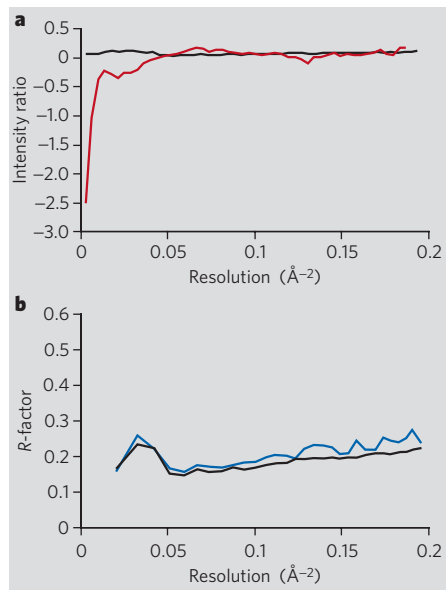 a
0.5
0
–0.5
–1.0
–1.5
–2.0
–2.5
–3.0
Intensity ratio
0 0.05 0.1 0.15 0.2
Resolution (Å⁻²)
b
0.6
0.5
0.4
0.3
0.2
0.1
0
R-factor
0 0.05 0.1 0.15 0.2
Resolution (Å⁻²)